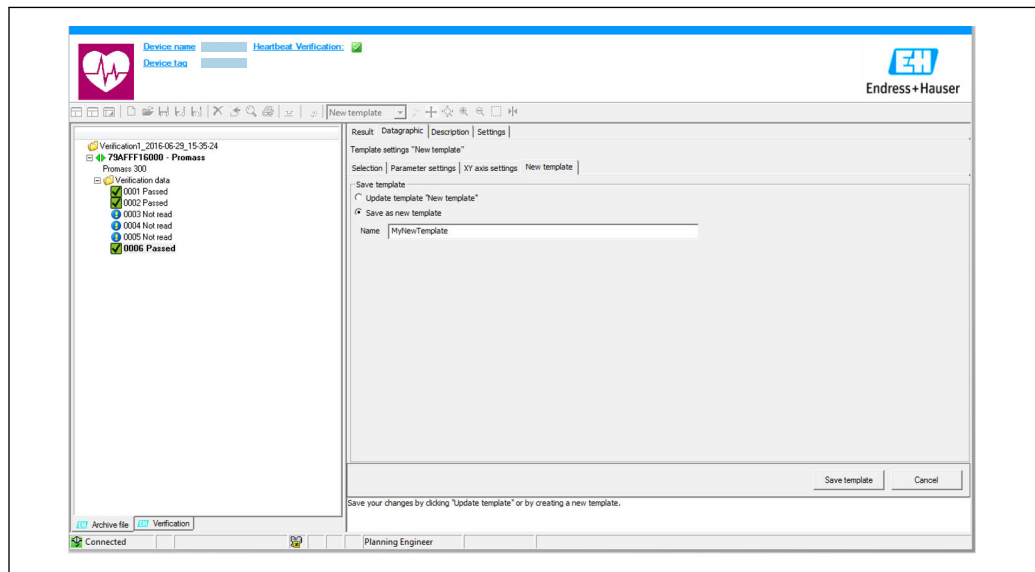 Device name Heartbeat Verification:
Device tag
EH
Endress+Hauser
New template
Result Datagraphic Description Settings
Template settings "New template"
Selection Parameter settings XY axis settings New template
Save template
Update template "New template"
Save as new template
Name MyNewTemplate
Verification1_2016-06-29_15-35-24
79AFFF16000 - Promass
Promass 300
Verification data
0001 Passed
0002 Passed
0003 Not read
0004 Not read
0005 Not read
0006 Passed
Save template Cancel
Save your changes by clicking "Update template" or by creating a new template.
Archive file Verification
Connected Planning Engineer